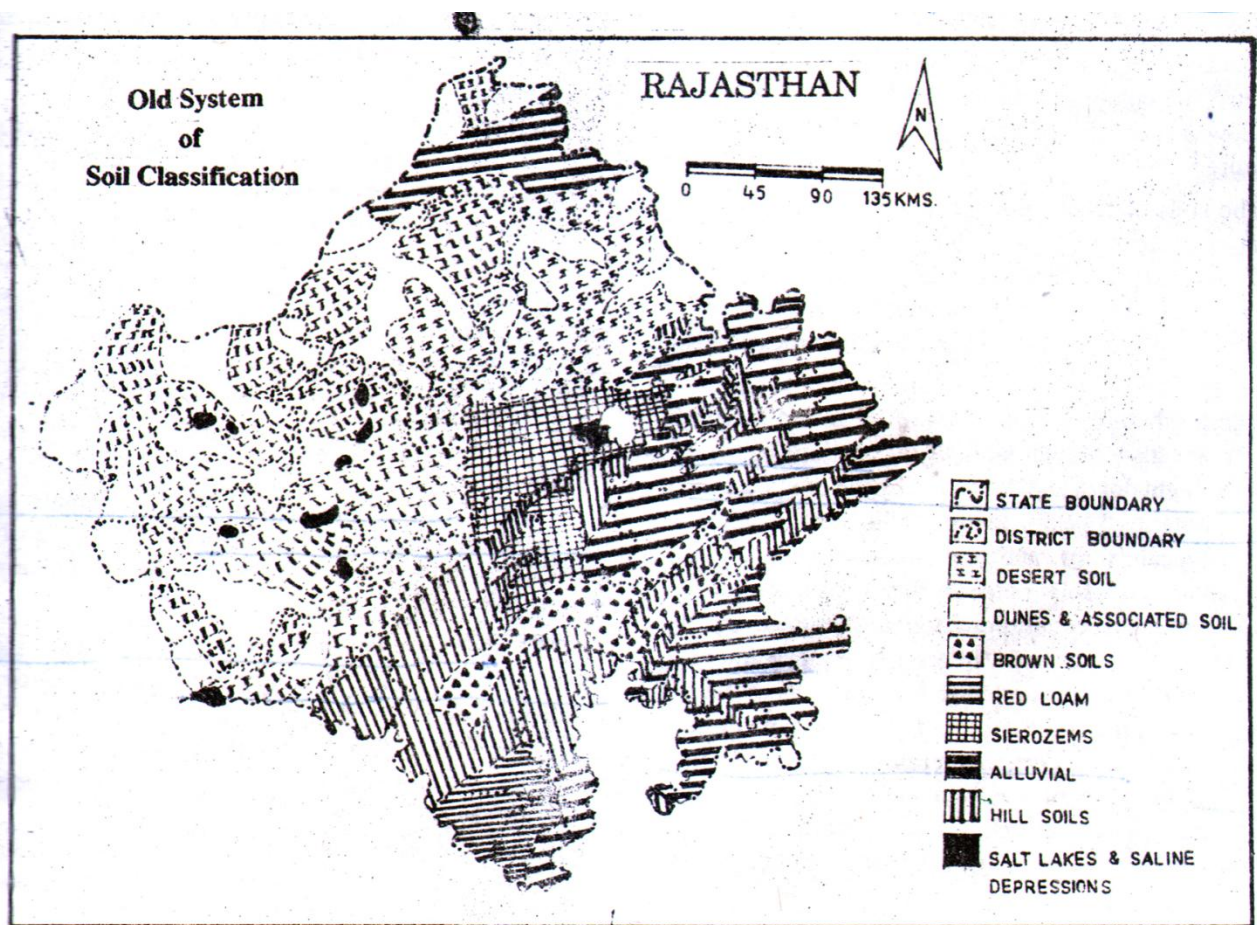 Old System
of
Soil Classification
RAJASTHAN
N
0 45 90 135 KMS.
STATE BOUNDARY
DISTRICT BOUNDARY
DESERT SOIL
DUNES & ASSOCIATED SOIL
BROWN SOILS
RED LOAM
SIEROZEMS
ALLUVIAL
HILL SOILS
SALT LAKES & SALINE
DEPRESSIONS